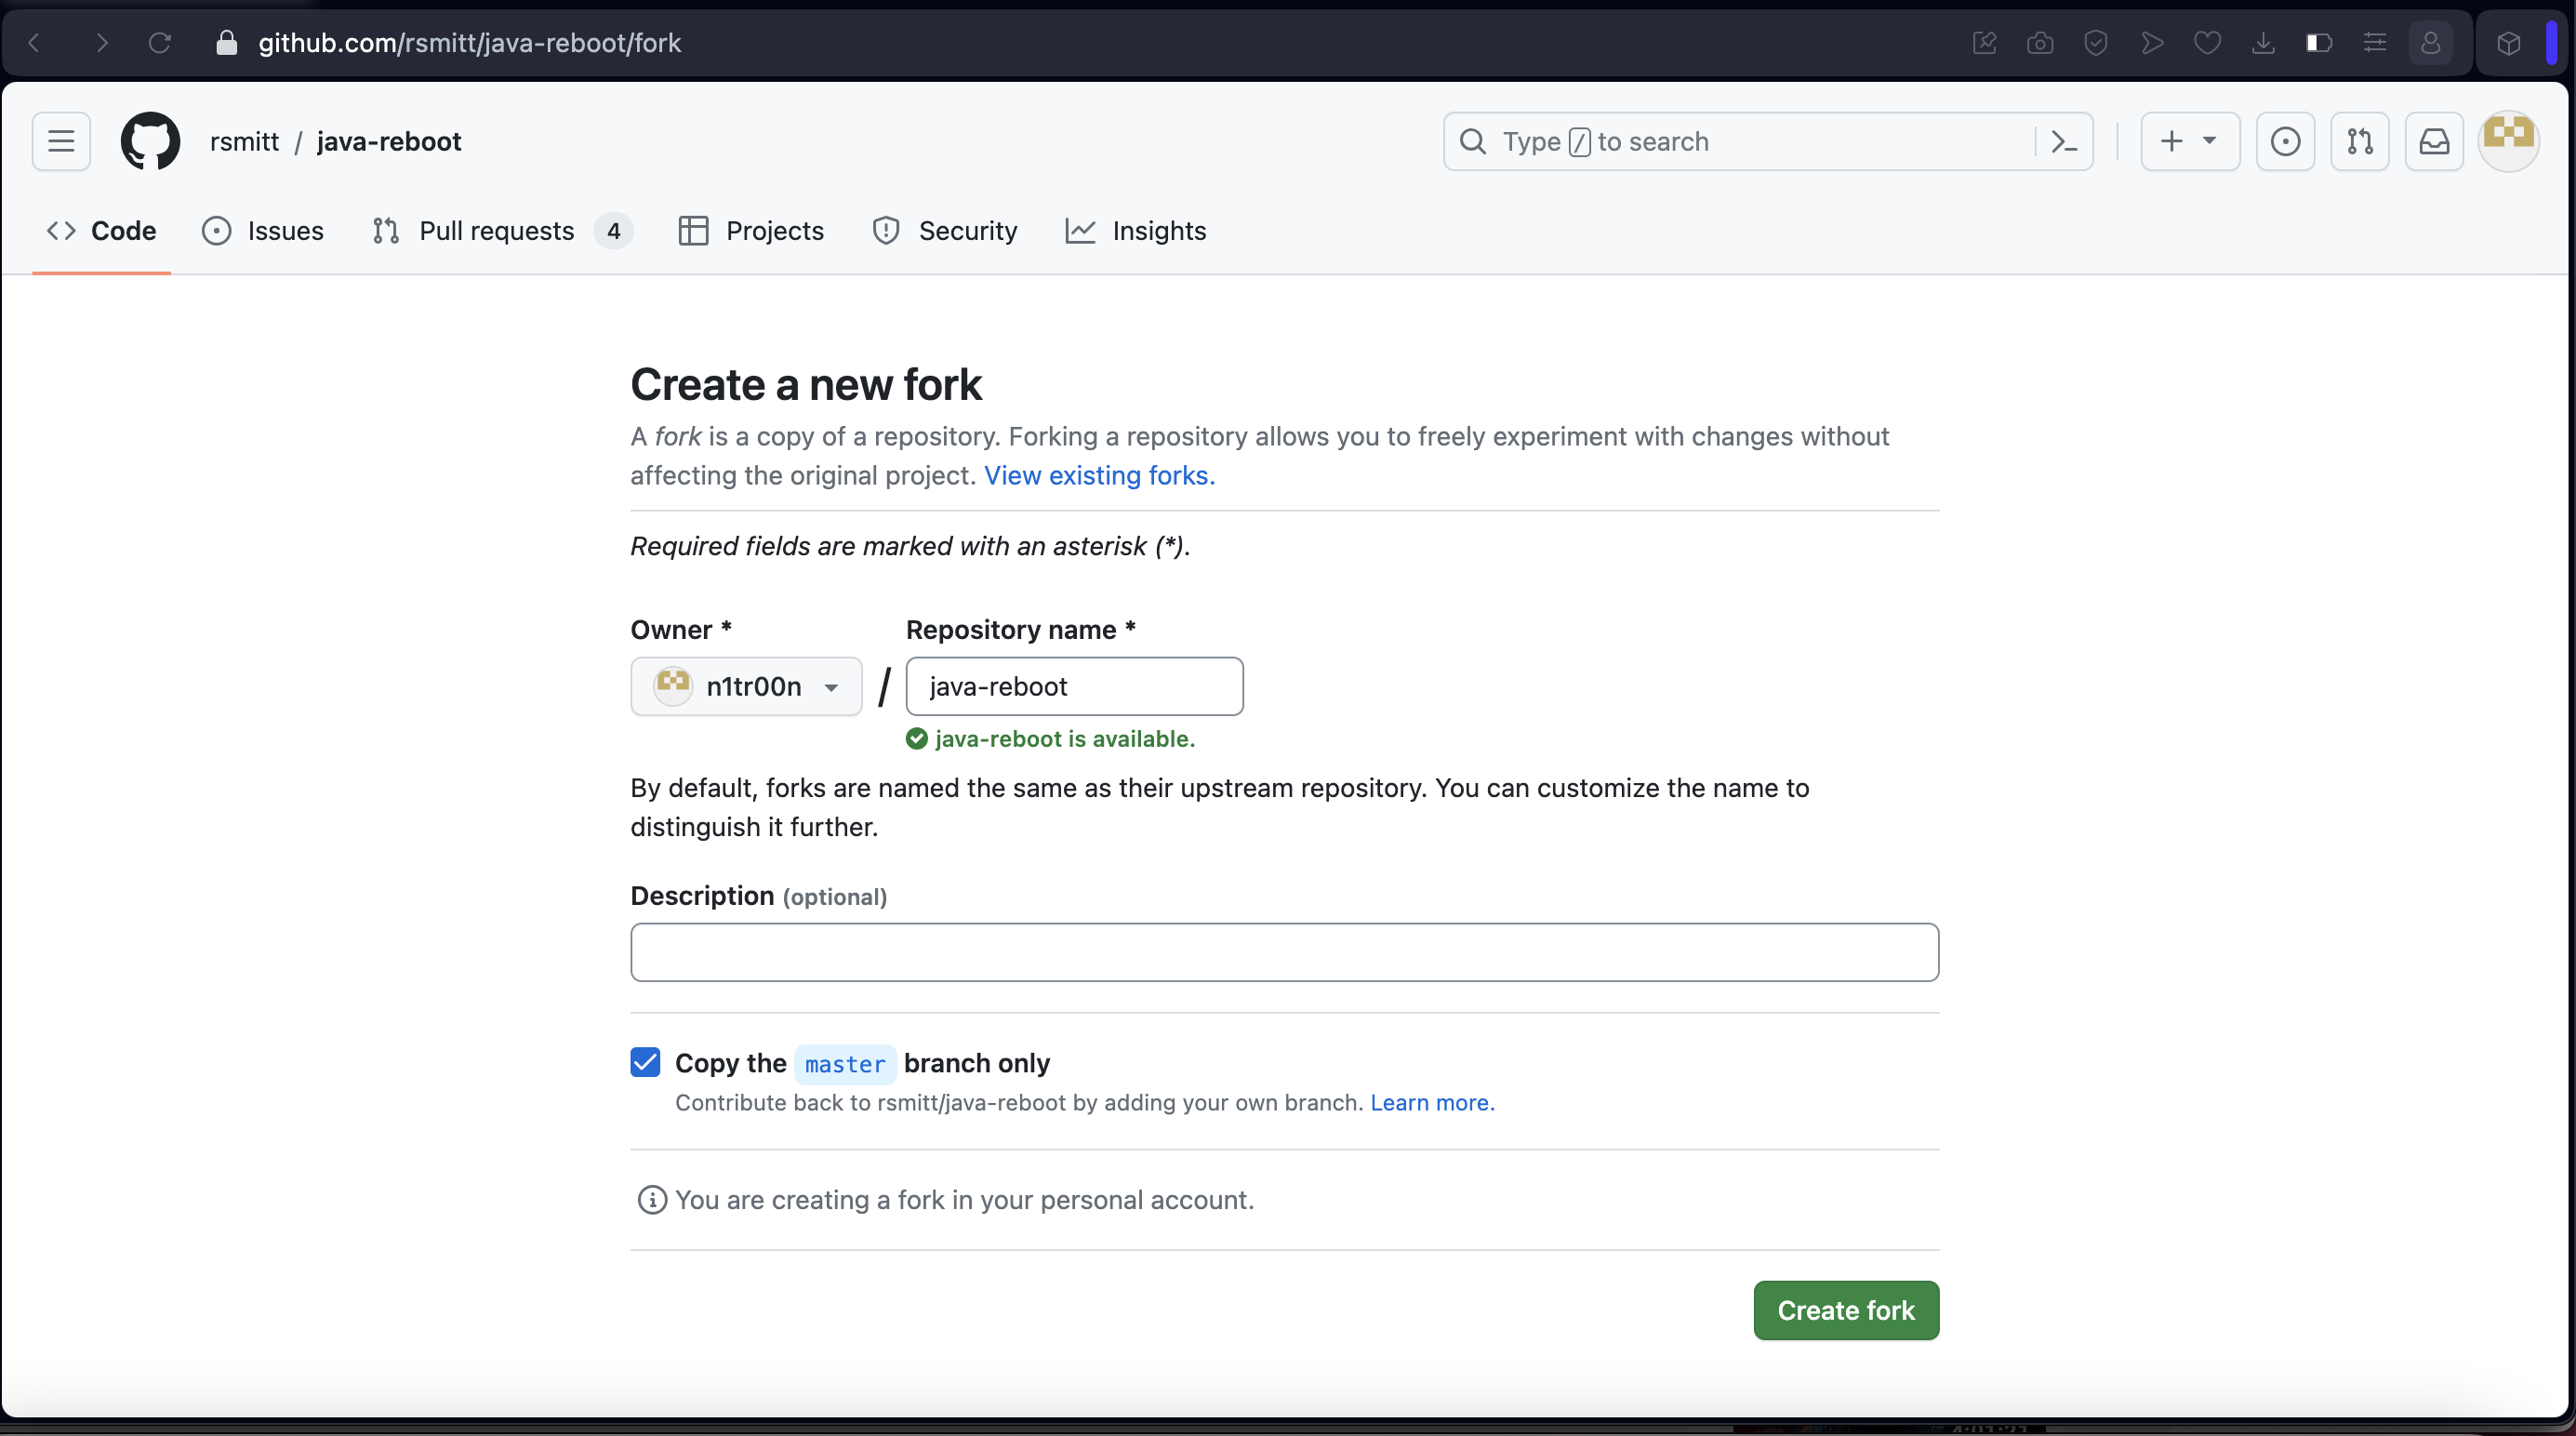 github.com/rsmitt/java-reboot/fork
rsmitt / java-reboot
Type / to search
Code
Issues
Pull requests 4
Projects
Security
Insights
Create a new fork
A fork is a copy of a repository. Forking a repository allows you to freely experiment with changes without
affecting the original project. View existing forks.
Required fields are marked with an asterisk (*).
Owner *
Repository name *
n1tr00n / java-reboot
java-reboot is available.
By default, forks are named the same as their upstream repository. You can customize the name to
distinguish it further.
Description (optional)
Copy the master branch only
Contribute back to rsmitt/java-reboot by adding your own branch. Learn more.
You are creating a fork in your personal account.
Create fork